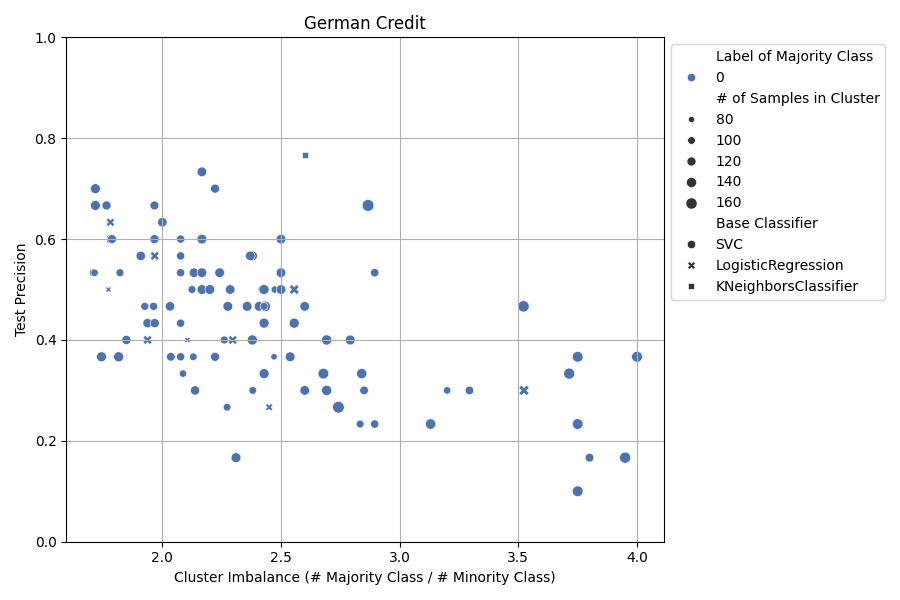 German Credit
Test Precision
1.0
0.8
0.6
0.4
0.2
0.0
2.0
2.5
3.0
3.5
4.0
Cluster Imbalance (# Majority Class / # Minority Class)
Label of Majority Class
0
# of Samples in Cluster
80
100
120
140
160
Base Classifier
SVC
LogisticRegression
KNeighborsClassifier